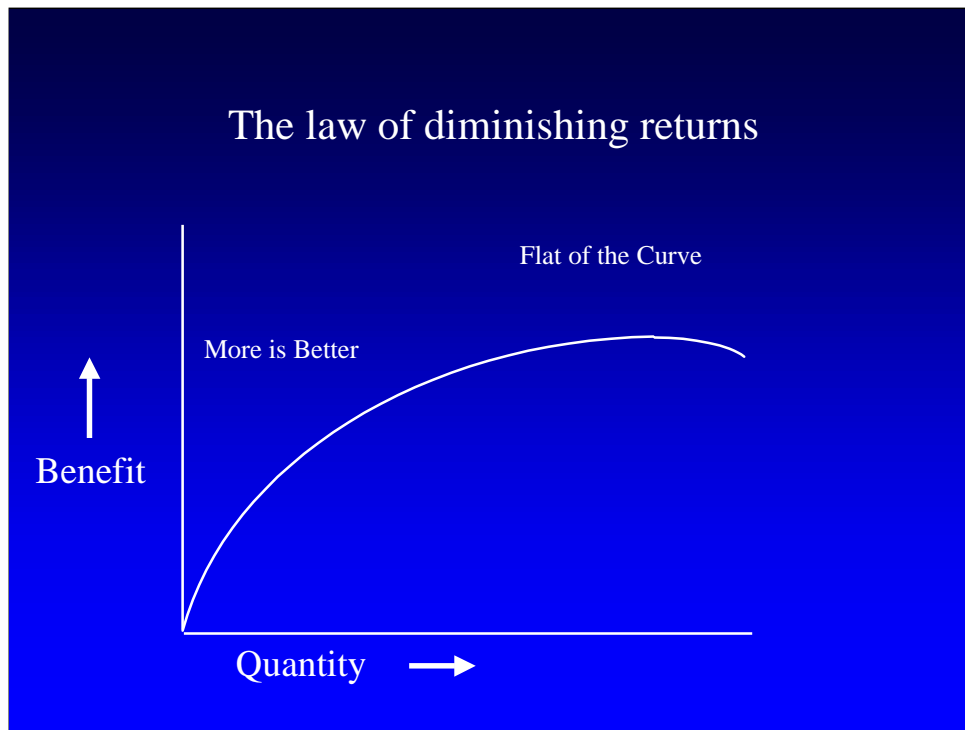 The law of diminishing returns
Flat of the Curve
More is Better
Benefit
Quantity